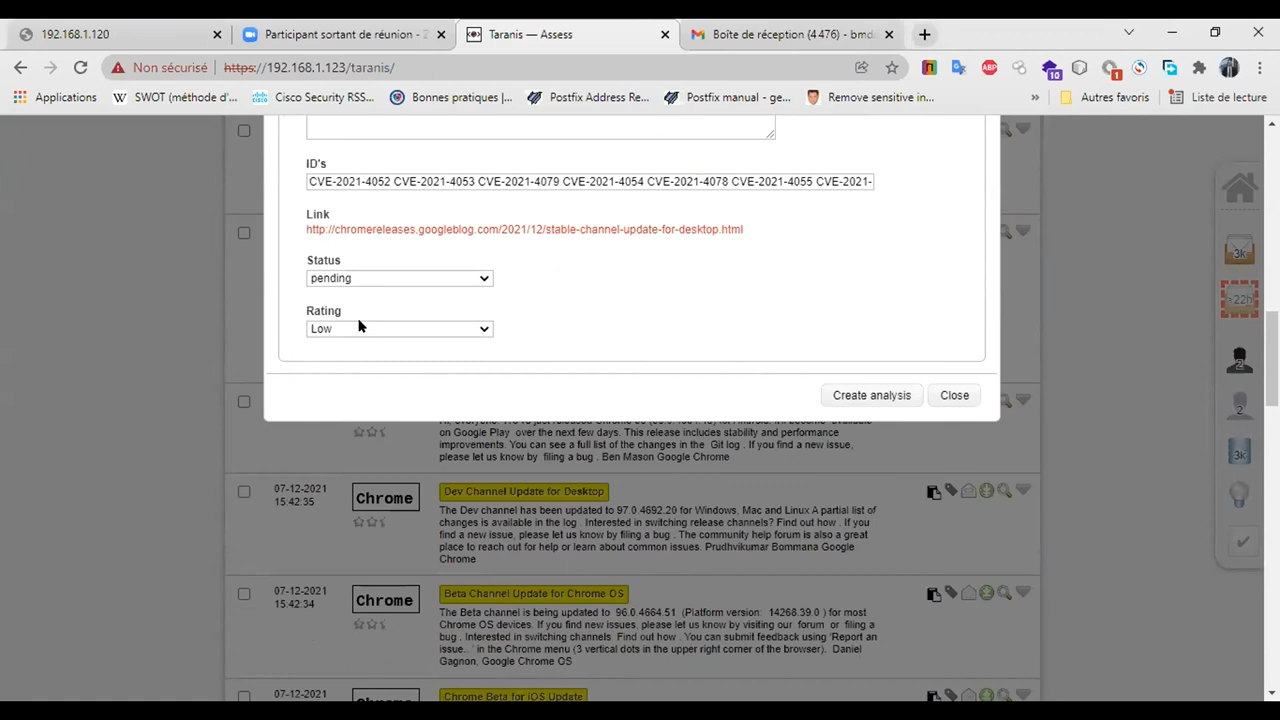 192.168.1.120
Participant sortant de réunion - Z
Taranis — Assess
Boîte de réception (4 476) - bmda
Non sécurisé https://192.168.1.123/taranis/
10
1
Applications
SWOT (méthode d'...
Cisco Security RSS...
Bonnes pratiques |...
Postfix Address Re...
Postfix manual - ge...
Remove sensitive in...
»
Autres favoris
Liste de lecture
ID's
CVE-2021-4052 CVE-2021-4053 CVE-2021-4079 CVE-2021-4054 CVE-2021-4078 CVE-2021-4055 CVE-2021-
Link
http://chromereleases.googleblog.com/2021/12/stable-channel-update-for-desktop.html
Status
pending
Rating
Low
Create analysis
Close
on Google Play over the next few days. This release includes stability and performance
improvements. You can see a full list of the changes in the Git log . If you find a new issue,
please let us know by filing a bug . Ben Mason Google Chrome
07-12-2021
15:42:35
Chrome
Dev Channel Update for Desktop
The Dev channel has been updated to 97.0.4692.20 for Windows, Mac and Linux A partial list of
changes is available in the log . Interested in switching release channels? Find out how . If you
find a new issue, please let us know by filing a bug . The community help forum is also a great
place to reach out for help or learn about common issues. Prudhvikumar Bommana Google
Chrome
07-12-2021
15:42:34
Chrome
Beta Channel Update for Chrome OS
The Beta channel is being updated to 96.0.4664.51 (Platform version: 14268.39.0 ) for most
Chrome OS devices. If you find new issues, please let us know by visiting our forum or filing a
bug . Interested in switching channels Find out how . You can submit feedback using 'Report an
issue.. ' in the Chrome menu (3 vertical dots in the upper right corner of the browser). Daniel
Gagnon, Google Chrome OS
07-12-2021
Chrome Beta for iOS Update
3k
>22h
2
2
3k